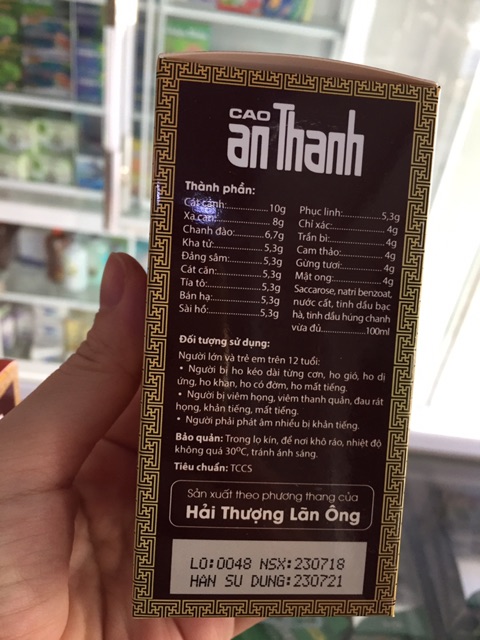 CAO
an Thanh
Thành phần:
Cát cánh:..................10g
Xạ can:..................... 8g
Chanh đào:............. 6,7g
Kha tử:..................... 5,3g
Đảng sâm:............... 5,3g
Cát căn:................... 5,3g
Tía tô:...................... 5,3g
Bán hạ:.................... 5,3g
Sài hồ:..................... 5,3g
Phục linh:..............5,3g
Chỉ xác:................. 4g
Trần bì:................. 4g
Cam thảo:............. 4g
Gừng tươi:............ 4g
Mật ong:............... 4g
Saccarose, natri benzoat,
nước cất, tinh dầu bạc
hà, tinh dầu húng chanh
vừa đủ..................100ml
Đối tượng sử dụng:
Người lớn và trẻ em trên 12 tuổi:
• Người bị ho kéo dài từng cơn, ho gió, ho dị
ứng, ho khan, ho có đờm, ho mất tiếng.
• Người bị viêm họng, viêm thanh quản, đau rát
họng, khản tiếng, mất tiếng.
• Người phải phát âm nhiều bị khản tiếng.
Bảo quản: Trong lọ kín, để nơi khô ráo, nhiệt độ
không quá 30ºC, tránh ánh sáng.
Tiêu chuẩn: TCCS
Sản xuất theo phương thang của
Hải Thượng Lãn Ông
LO:0048 NSX:230718
HAN SU DUNG:230721